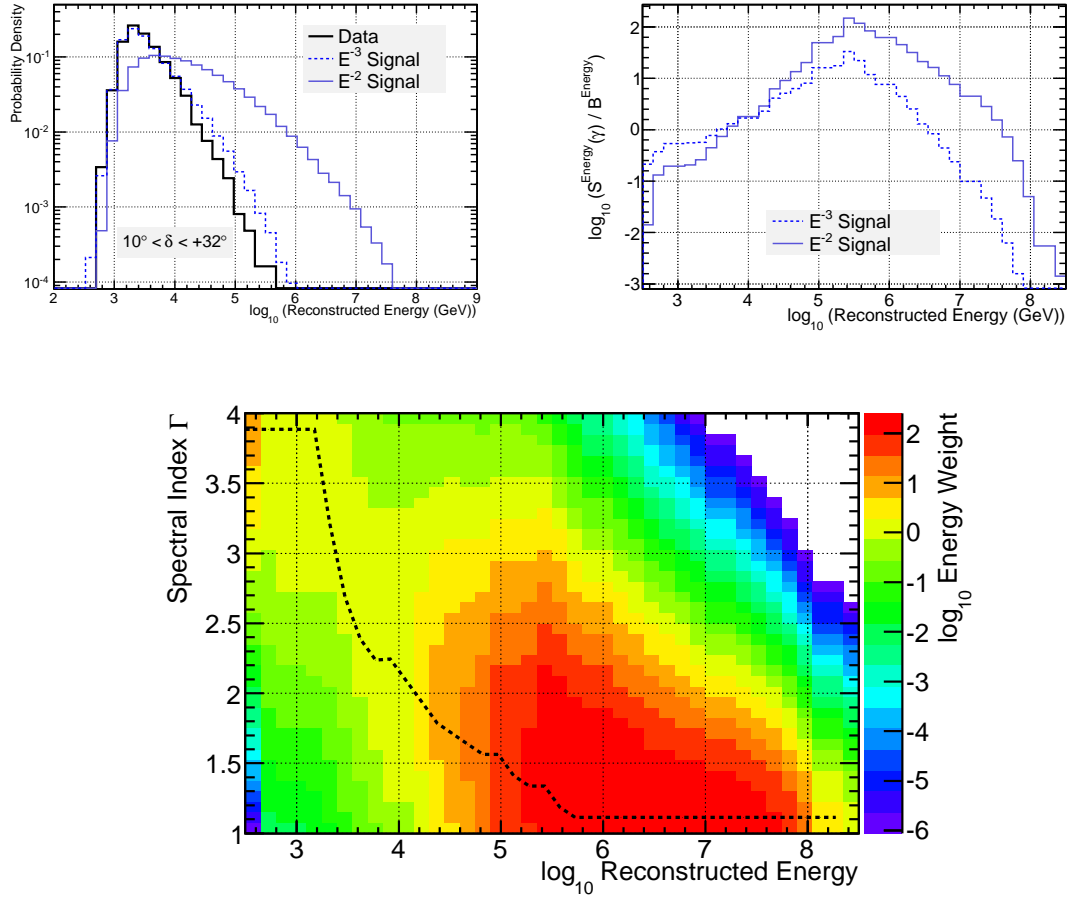 Probability Density
10⁻¹
10⁻²
10⁻³
10⁻⁴
Data
E⁻³ Signal
E⁻² Signal
10° < δ < +32°
2 3 4 5 6 7 8 9
log₁₀ (Reconstructed Energy (GeV))
log₁₀ (S^Energy(γ) / B^Energy)
2
1
0
-1
-2
-3
E⁻³ Signal
E⁻² Signal
3 4 5 6 7 8
log₁₀ (Reconstructed Energy (GeV))
Spectral Index Γ
4
3.5
3
2.5
2
1.5
1
3 4 5 6 7 8
log₁₀ Reconstructed Energy
2
1
0
-1
-2
-3
-4
-5
-6
log₁₀ Energy Weight